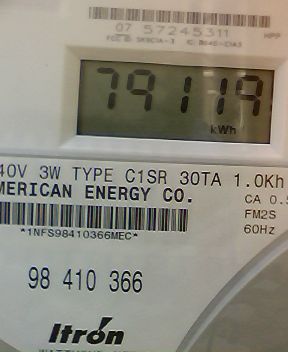 07 57245311
HPP
79119
kWh
40V 3W TYPE C1SR 30TA 1.0Kh
MERICAN ENERGY CO.
CA 0.5
FM2S
60Hz
*1NFS98410366MEC*
98 410 366
Itron